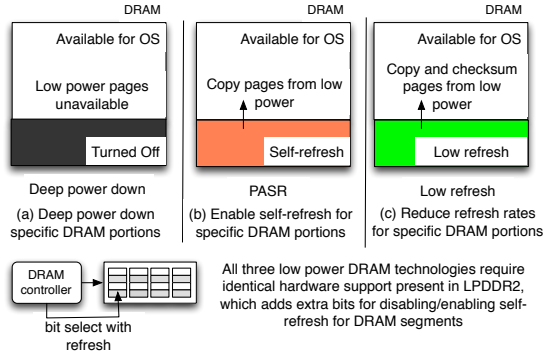 DRAM
Available for OS
Low power pages
unavailable
Turned Off
Deep power down
(a) Deep power down
specific DRAM portions
DRAM
Available for OS
Copy pages from low
power
Self-refresh
PASR
(b) Enable self-refresh for
specific DRAM portions
DRAM
Available for OS
Copy and checksum
pages from low
power
Low refresh
Low refresh
(c) Reduce refresh rates
for specific DRAM portions
DRAM
controller
bit select with
refresh
All three low power DRAM technologies require
identical hardware support present in LPDDR2,
which adds extra bits for disabling/enabling self-
refresh for DRAM segments